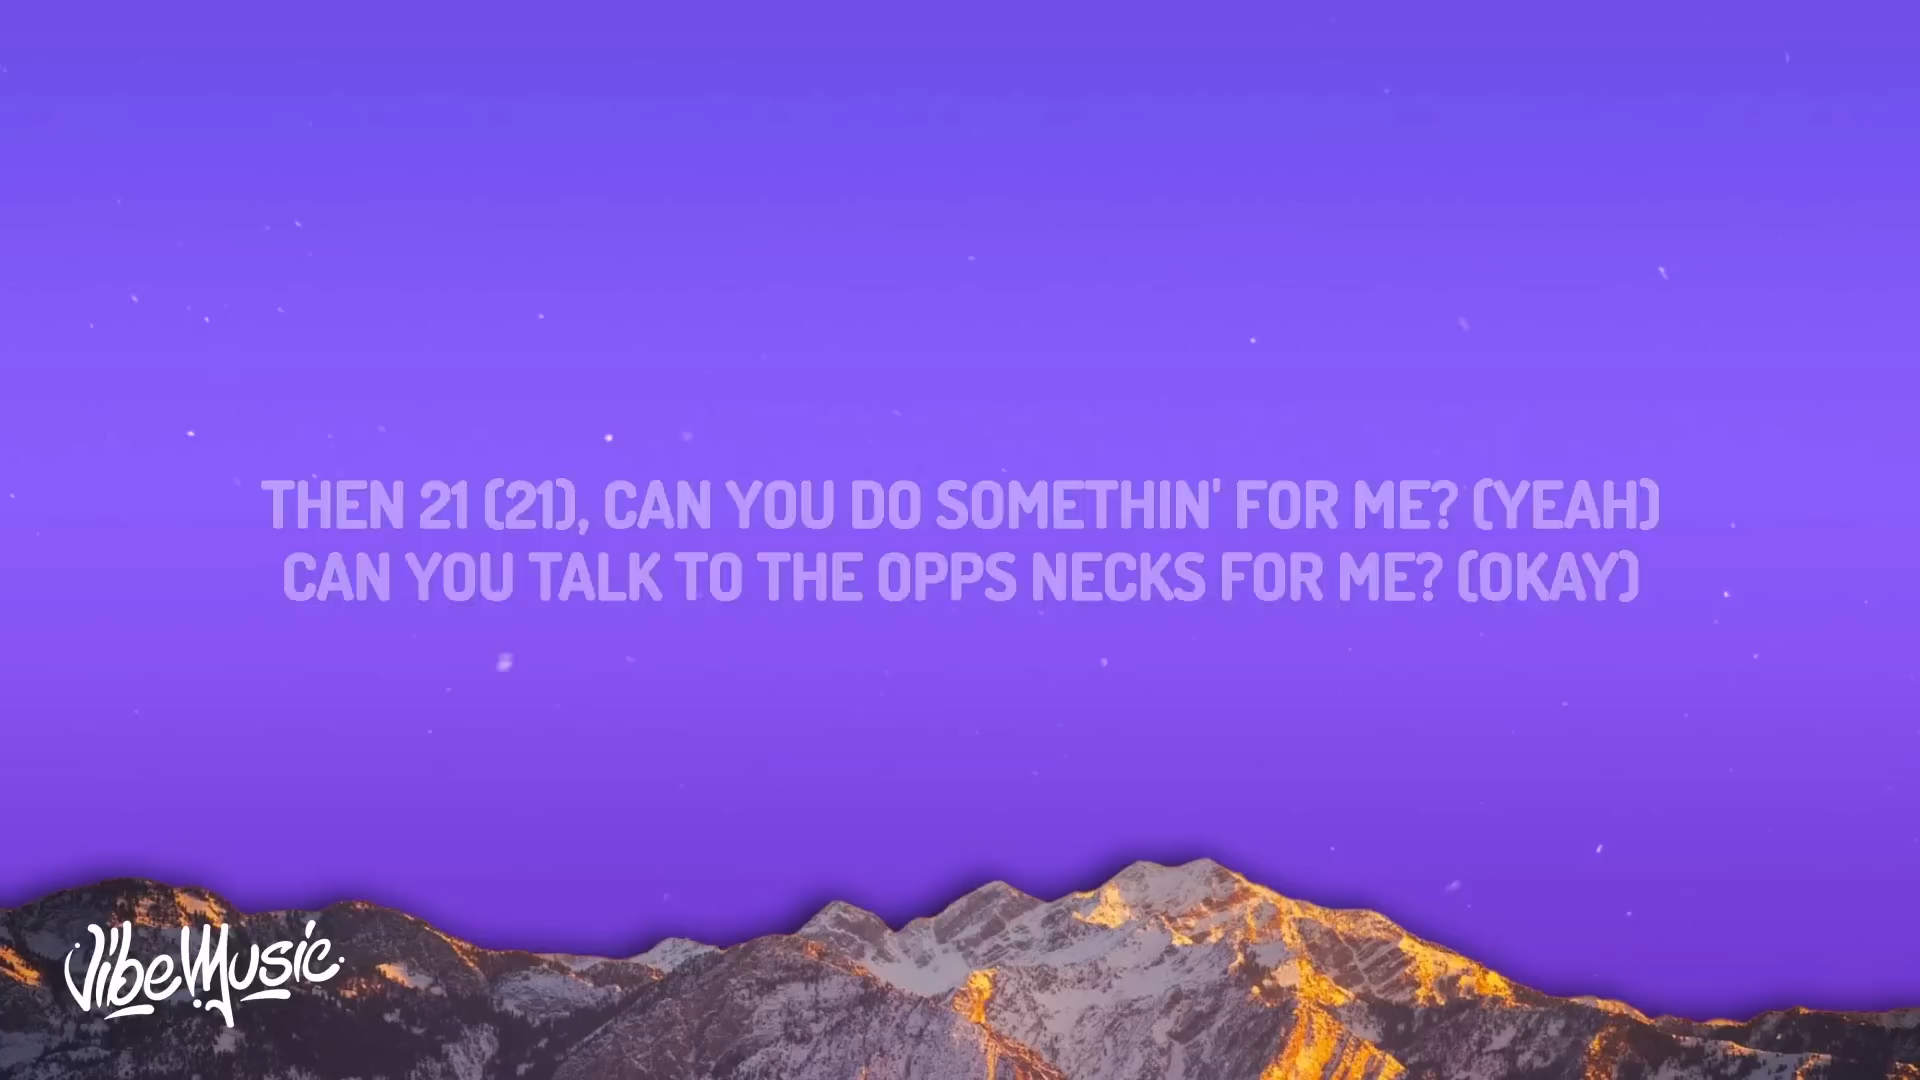 THEN 21 (21), CAN YOU DO SOMETHIN' FOR ME? (YEAH)
CAN YOU TALK TO THE OPPS NECKS FOR ME? (OKAY)
VibeMusic